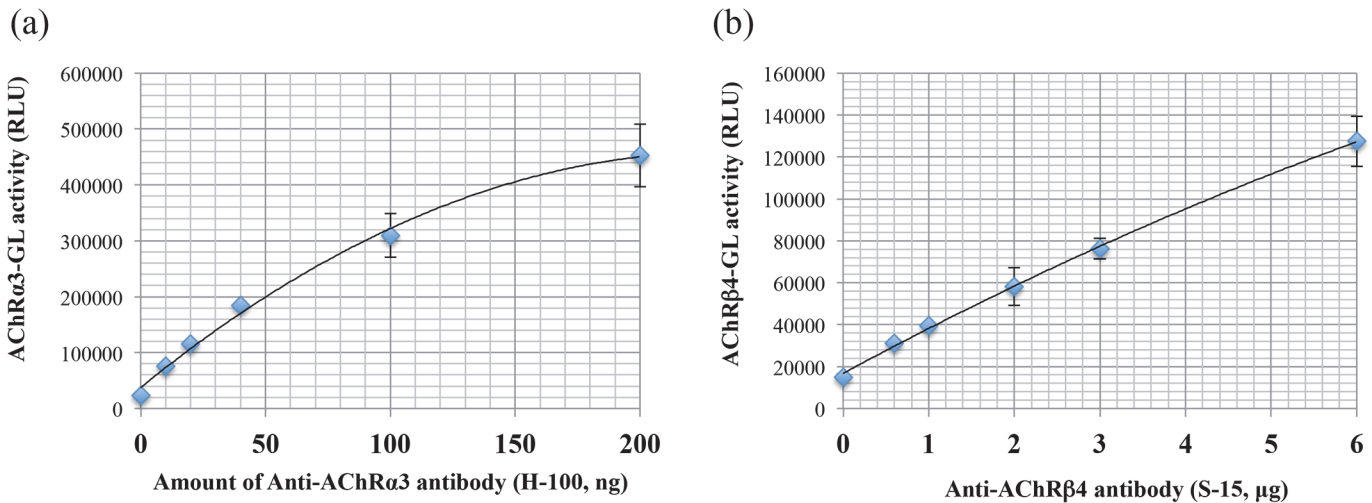 (a)
AChRα3-GL activity (RLU)
600000
500000
400000
300000
200000
100000
0
0 50 100 150 200
Amount of Anti-AChRα3 antibody (H-100, ng)
(b)
AChRβ4-GL activity (RLU)
160000
140000
120000
100000
80000
60000
40000
20000
0
0 1 2 3 4 5 6
Anti-AChRβ4 antibody (S-15, μg)